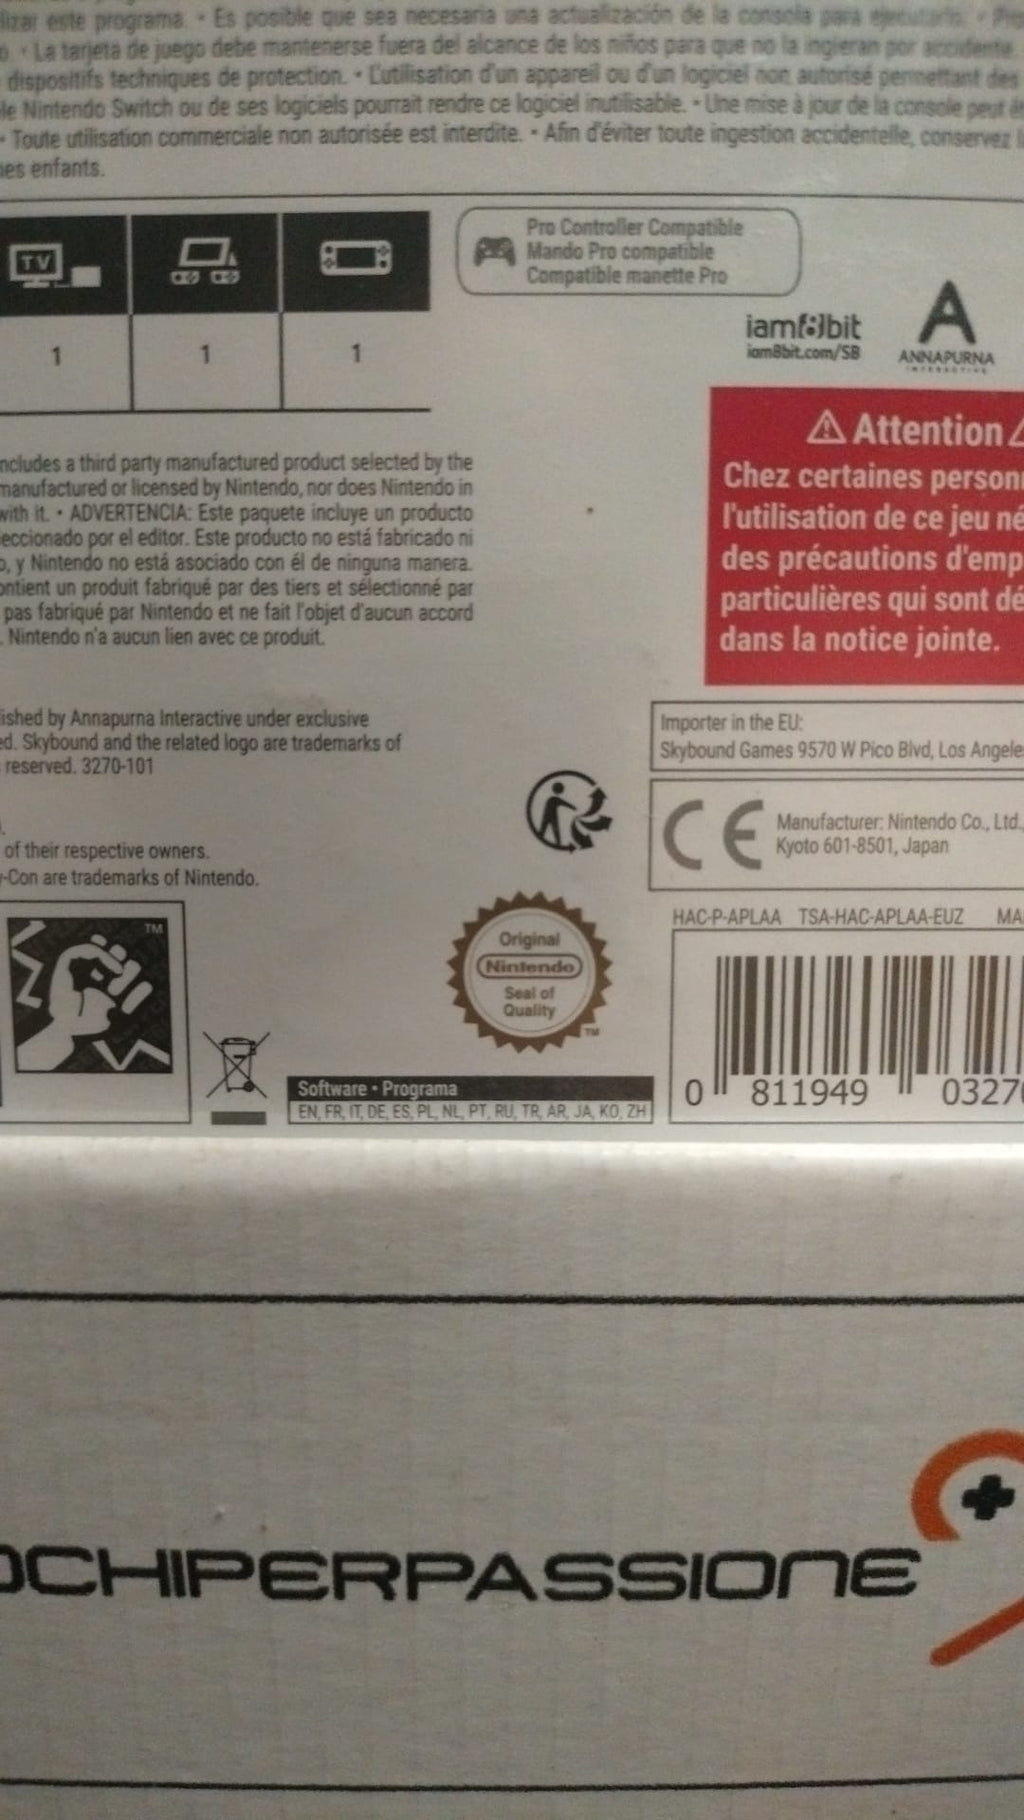 este programa. • Es posible que sea necesaria una actualización de la consola para ejecutarlo. •
• La tarjeta de juego debe mantenerse fuera del alcance de los niños para que no la ingieran por accidente.
dispositifs techniques de protection. • L'utilisation d'un appareil ou d'un logiciel non autorisé permettant des
Nintendo Switch ou de ses logiciels pourrait rendre ce logiciel inutilisable. • Une mise à jour de la console peut
• Toute utilisation commerciale non autorisée est interdite. • Afin d'éviter toute ingestion accidentelle, conservez
enfants.
TV
1 1 1
Pro Controller Compatible
Mando Pro compatible
Compatible manette Pro
iam8bit
iam8bit.com/SB
ANNAPURNA
INTERACTIVE
Attention
Chez certaines personn
l'utilisation de ce jeu né
des précautions d'emp
particulières qui sont dé
dans la notice jointe.
ncludes a third party manufactured product selected by the
manufactured or licensed by Nintendo, nor does Nintendo in
with it. • ADVERTENCIA: Este paquete incluye un producto
eccionado por el editor. Este producto no está fabricado ni
o, y Nintendo no está asociado con él de ninguna manera.
ontient un produit fabriqué par des tiers et sélectionné par
pas fabriqué par Nintendo et ne fait l'objet d'aucun accord
. Nintendo n'a aucun lien avec ce produit.
ished by Annapurna Interactive under exclusive
ed. Skybound and the related logo are trademarks of
reserved. 3270-101
of their respective owners.
y-Con are trademarks of Nintendo.
Importer in the EU:
Skybound Games 9570 W Pico Blvd, Los Angele
CE
Manufacturer: Nintendo Co., Ltd.,
Kyoto 601-8501, Japan
HAC-P-APLAA TSA-HAC-APLAA-EUZ MA
TM
Original
Nintendo
Seal of
Quality
TM
Software • Programa
EN, FR, IT, DE, ES, PL, NL, PT, RU, TR, AR, JA, KO, ZH
0 811949 0327
OCHIPERPASSIONE